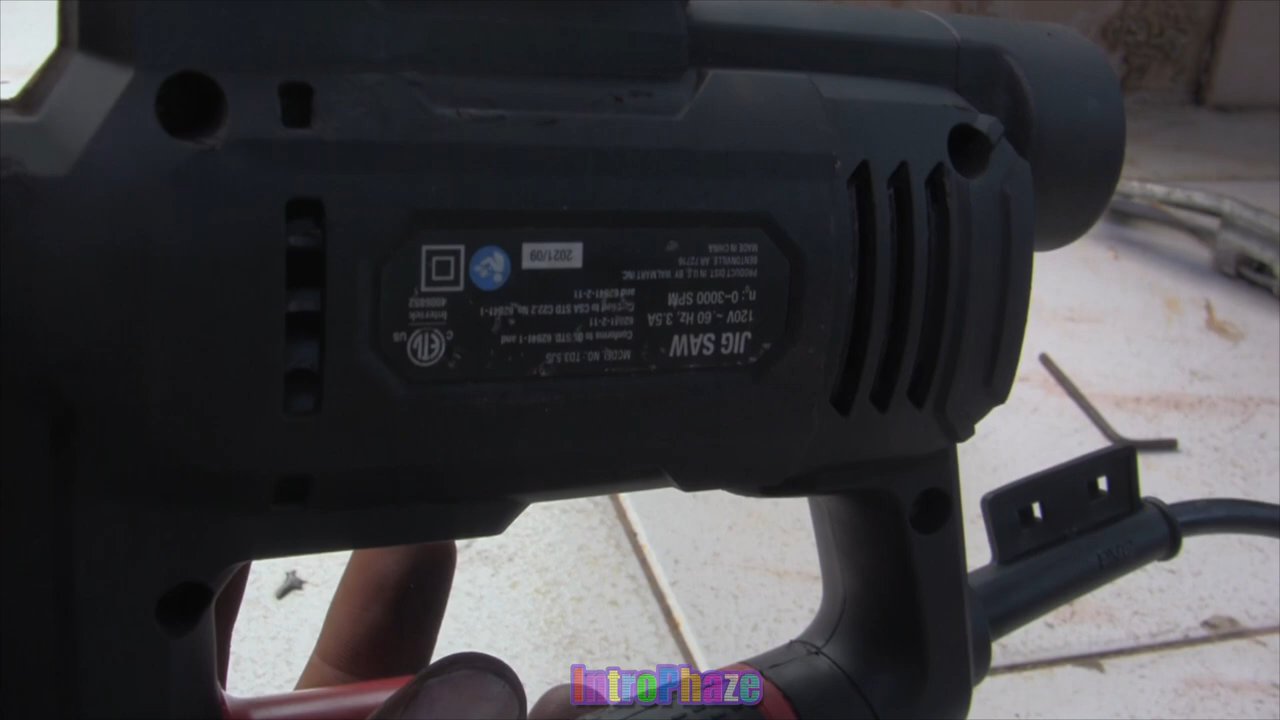 JIG SAW
120V ~, 60 Hz, 3.5A
n₀: 0–3000 SPM
PRODUCT DIST. IN U.S. BY WALMART INC.
BENTONVILLE, AR 72716
MADE IN CHINA
MODEL NO.: TD3.5JS
Conforms to UL STD. 62841-1 and
62841-2-11
Certified to CSA STD C22.2 No. 62841-1
and 62841-2-11
2021/09
C
US
ETL
Intertek
IntroPhaze